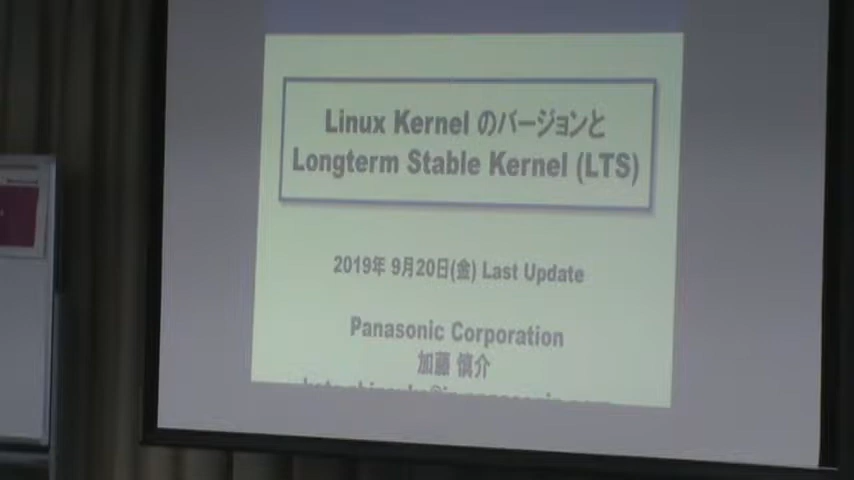 Linux Kernel のバージョンと
Longterm Stable Kernel (LTS)
2019年 9月20日(金) Last Update
Panasonic Corporation
加藤 慎介